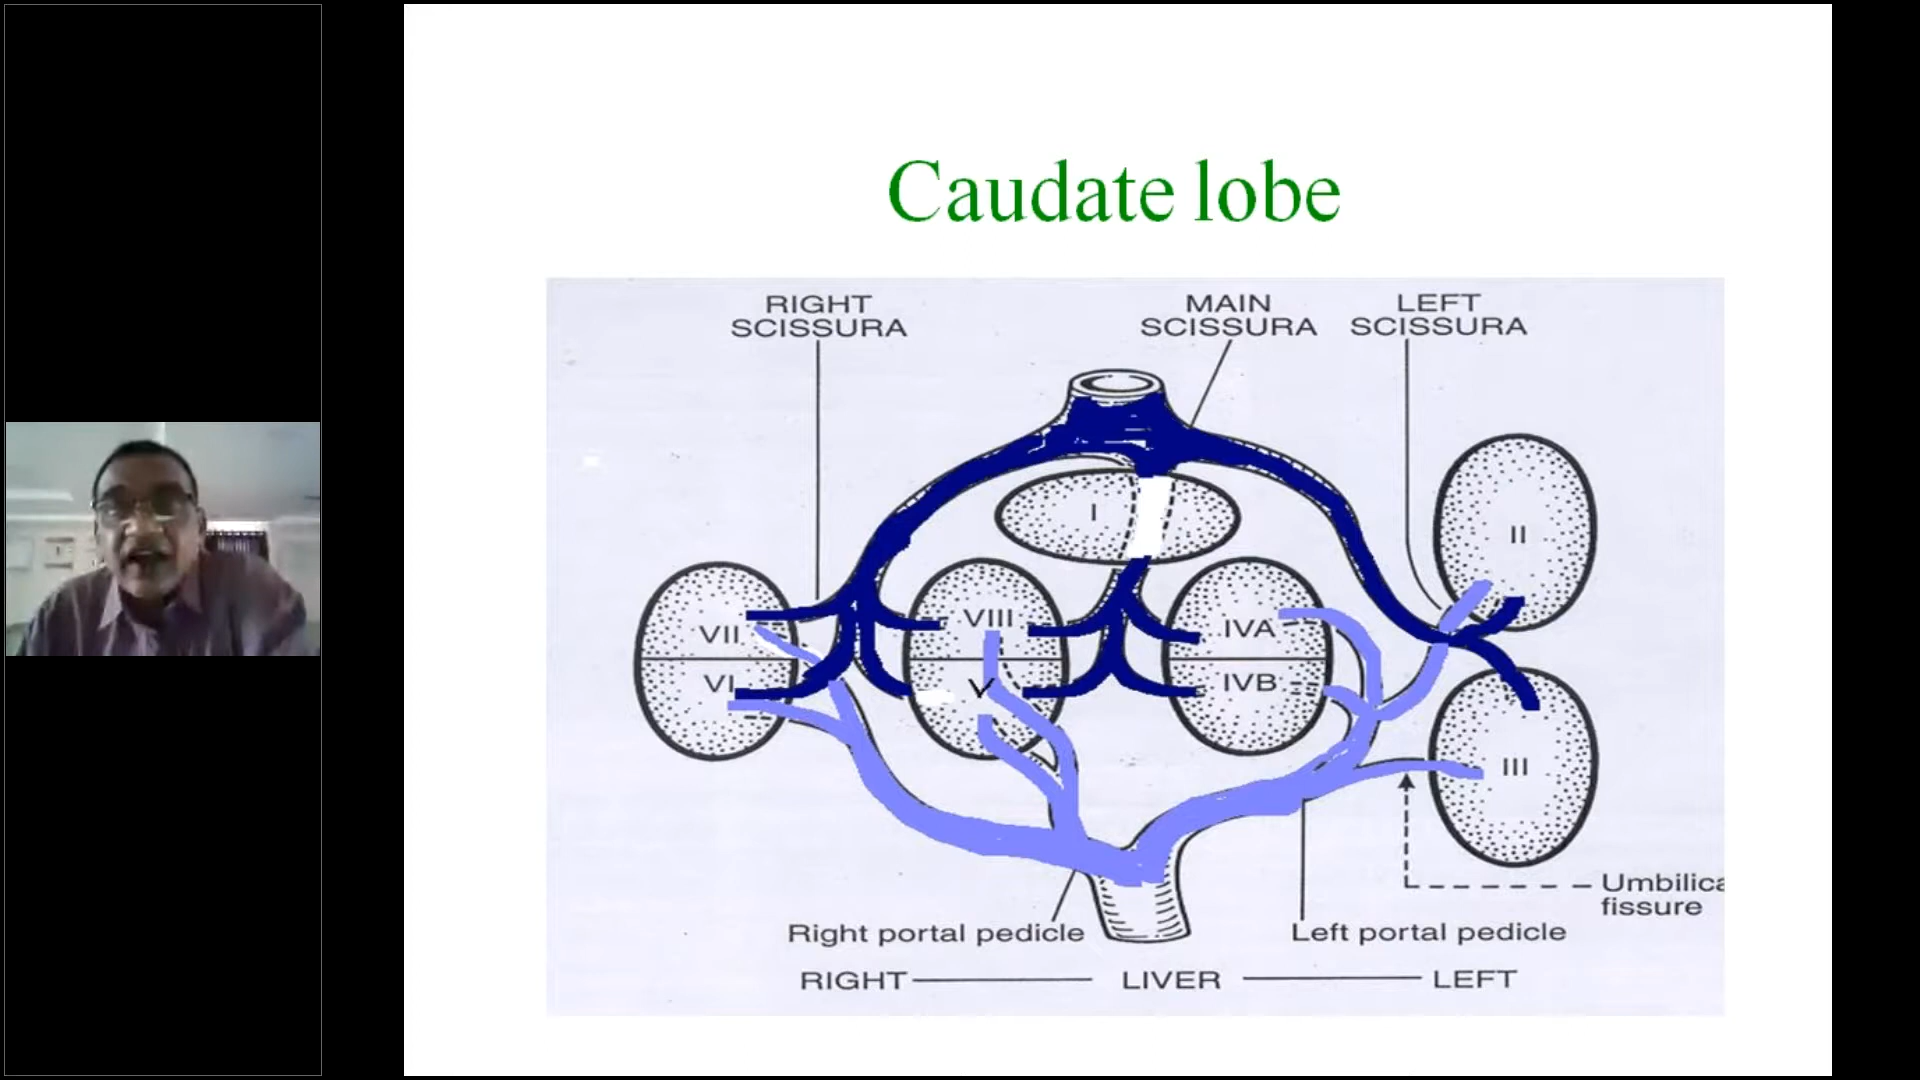 Caudate lobe
RIGHT
SCISSURA
MAIN
SCISSURA
LEFT
SCISSURA
I
II
VII
VIII
IVA
VI
V
IVB
III
Umbilica
fissure
Right portal pedicle
Left portal pedicle
RIGHT
LIVER
LEFT